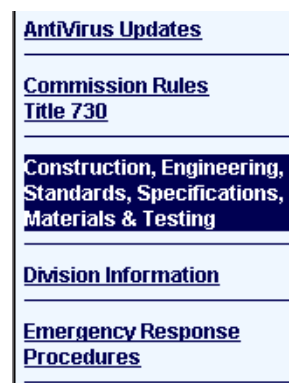 AntiVirus Updates
Commission Rules
Title 730
Construction, Engineering,
Standards, Specifications,
Materials & Testing
Division Information
Emergency Response
Procedures